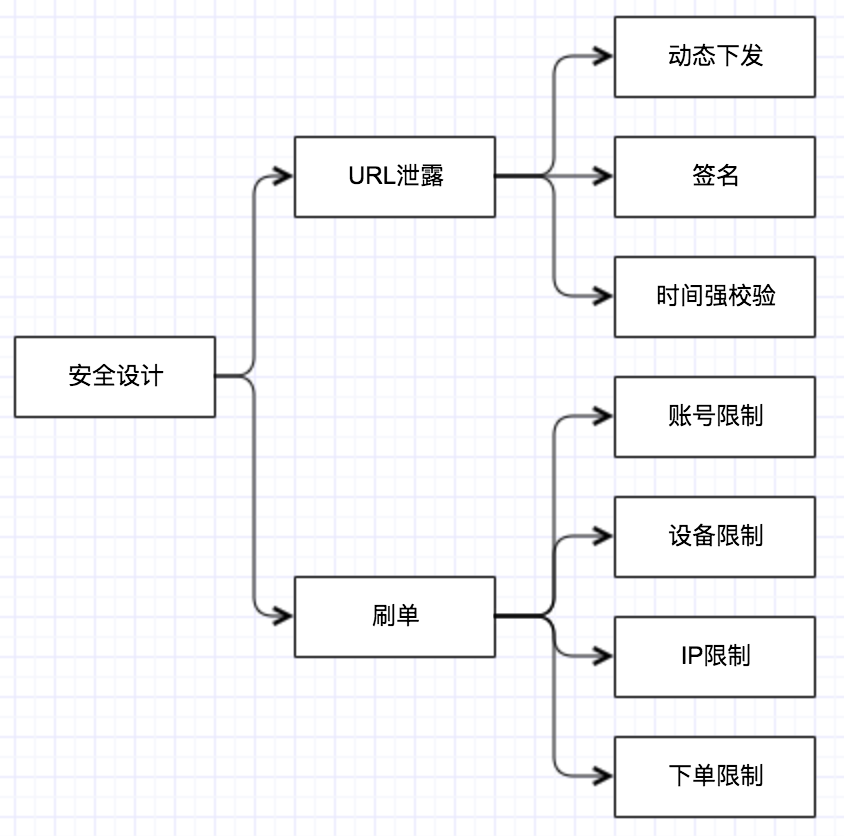 安全设计
URL泄露
动态下发
签名
时间强校验
刷单
账号限制
设备限制
IP限制
下单限制